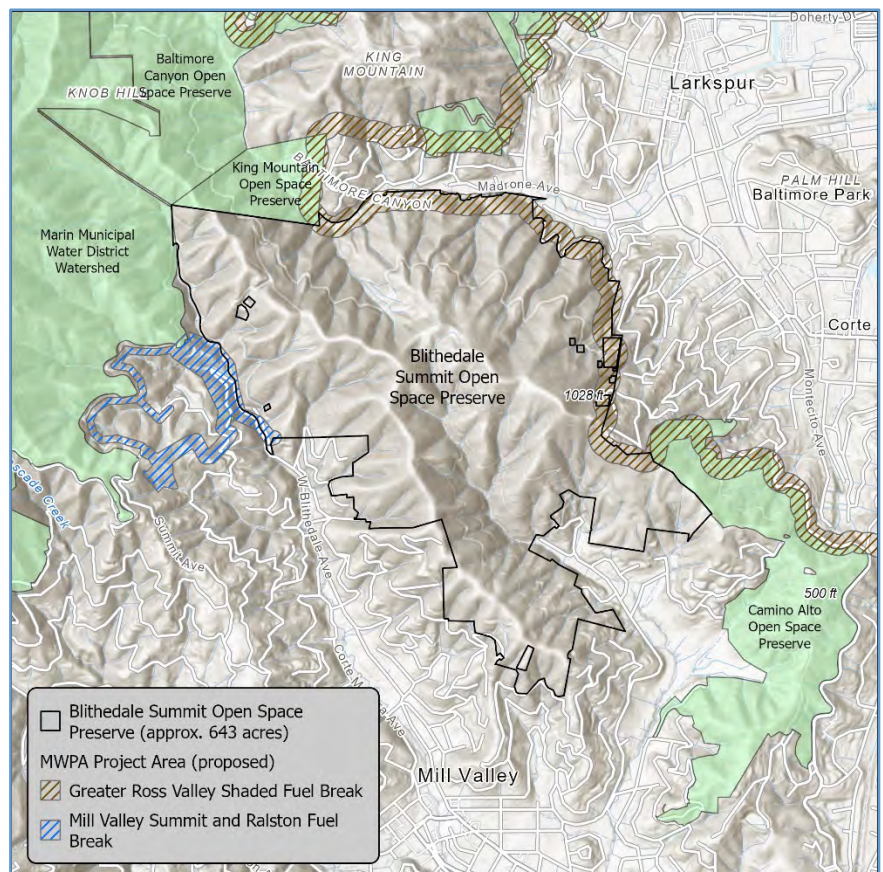 Doherty Dr
Baltimore
Canyon Open
Space Preserve
KING
MOUNTAIN
KNOB HILL
Larkspur
King Mountain
Open Space
Preserve
BALTIMORE CANYON
Madrone Ave
PALM HILL
Baltimore Park
Marin Municipal
Water District
Watershed
Corte
Blithedale
Summit Open
Space Preserve
1028 ft
Montecito Ave
Cascade Creek
Summit Ave
W Blithedale Ave
500 ft
Camino Alto
Open Space
Preserve
Mill Valley
Blithedale Summit Open Space
Preserve (approx. 643 acres)
MWPA Project Area (proposed)
Greater Ross Valley Shaded Fuel Break
Mill Valley Summit and Ralston Fuel
Break